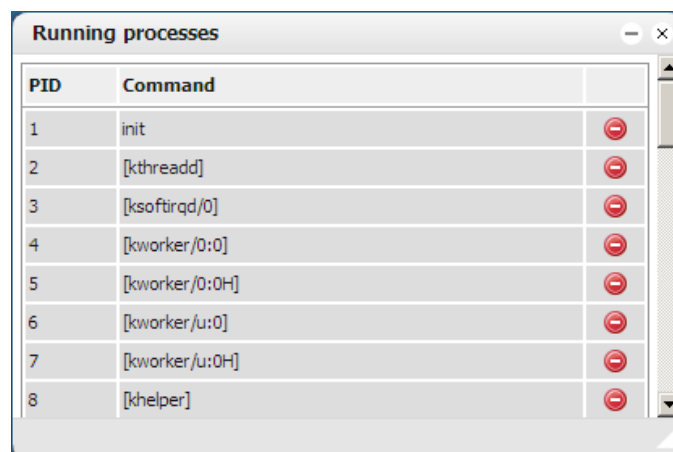 Running processes
PID Command
1 init
2 [kthreadd]
3 [ksoftirqd/0]
4 [kworker/0:0]
5 [kworker/0:0H]
6 [kworker/u:0]
7 [kworker/u:0H]
8 [khelper]